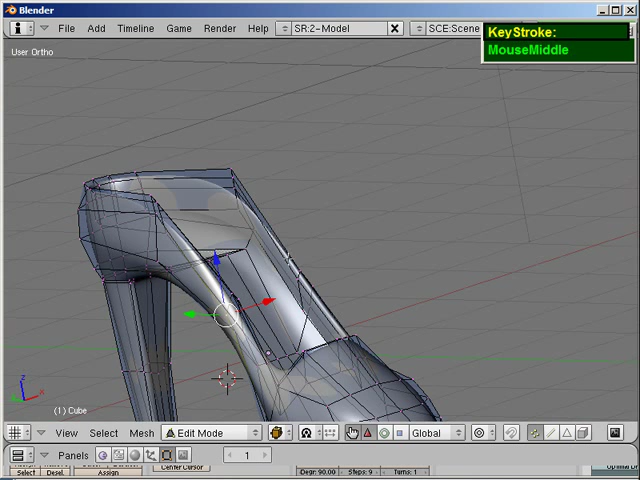 Blender
File Add Timeline Game Render Help SR:2-Model SCE:Scene
KeyStroke:
MouseMiddle
User Ortho
z
x
(1) Cube
View Select Mesh Edit Mode Global
Panels 1
Center Cursor
Select Desel. Assign Degr: 90.00 Steps: 9 Turns: 1